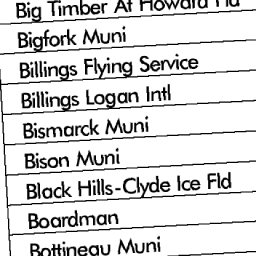 Big Timber At Howard Fld
Bigfork Muni
Billings Flying Service
Billings Logan Intl
Bismarck Muni
Bison Muni
Black Hills-Clyde Ice Fld
Boardman
Bottineau Muni